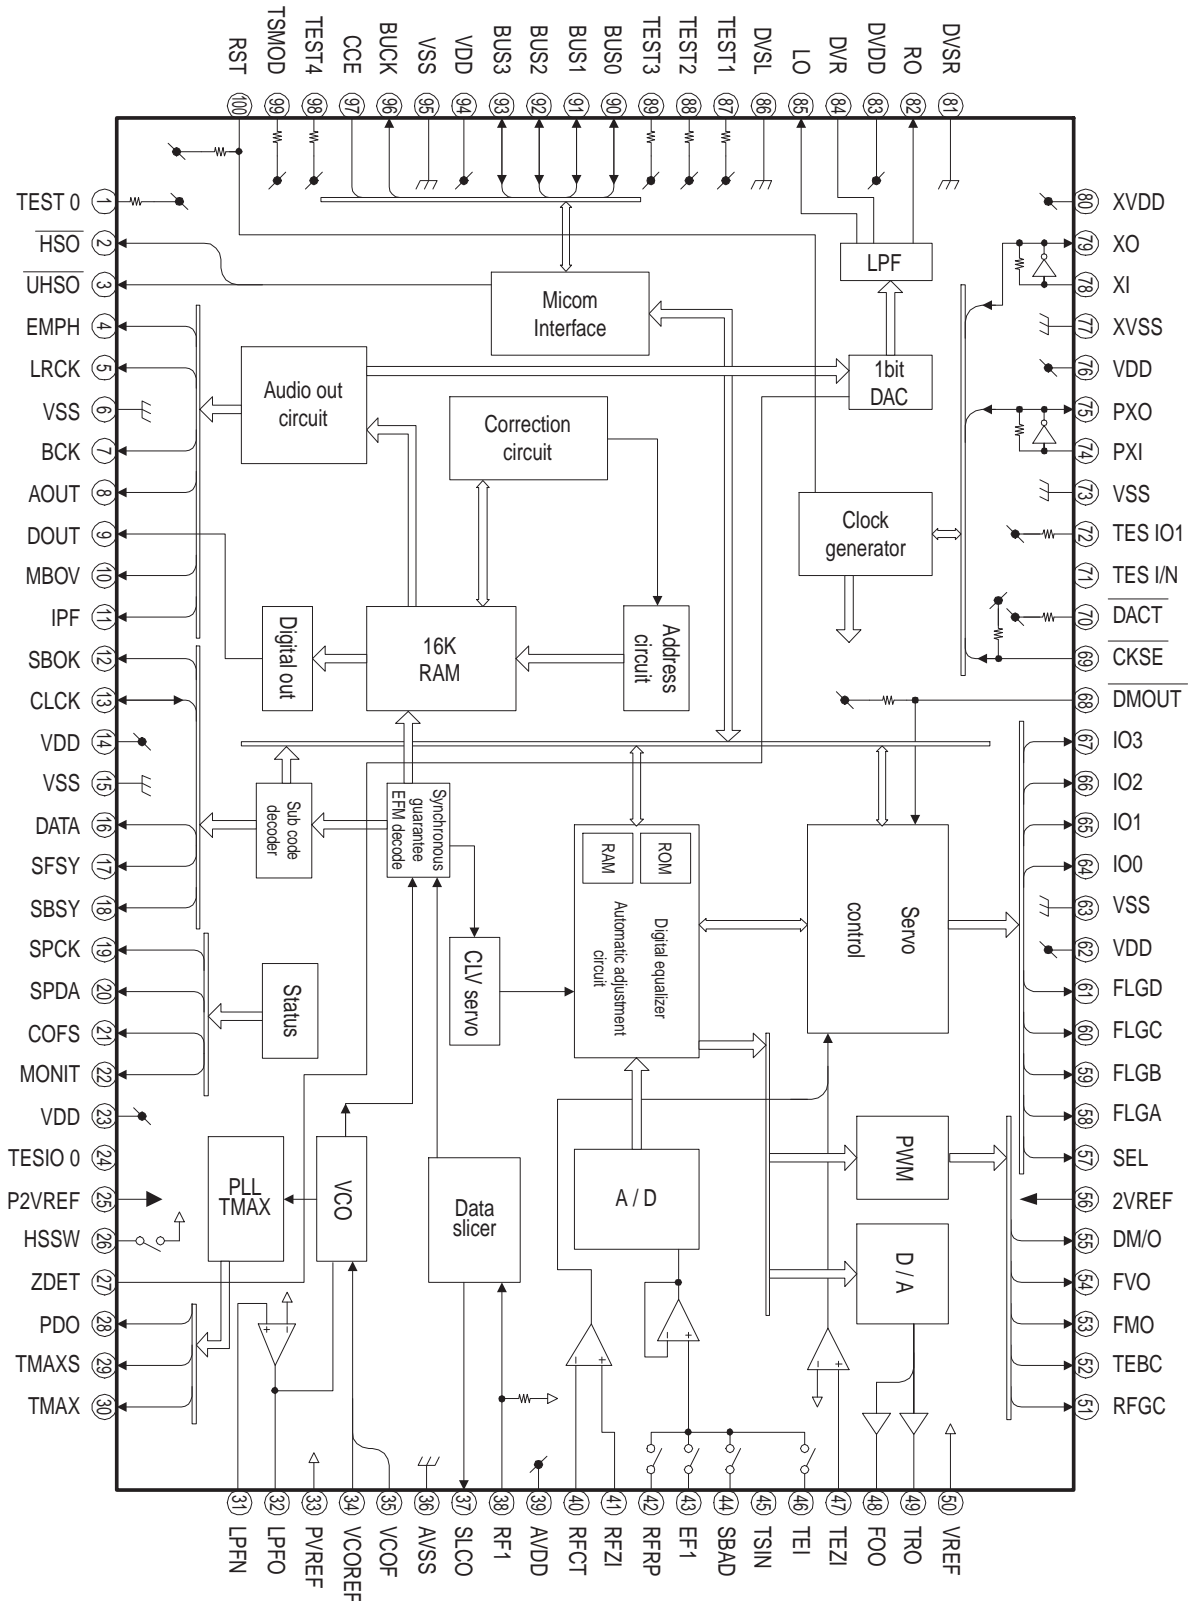 RST
TSMOD
TEST4
CCE
BUCK
VSS
VDD
BUS3
BUS2
BUS1
BUS0
TEST3
TEST2
TEST1
DVSL
LO
DVR
DVDD
RO
DVSR
100
99
98
97
96
95
94
93
92
91
90
89
88
87
86
85
84
83
82
81
TEST 0 1
HSO 2
UHSO 3
EMPH 4
LRCK 5
VSS 6
BCK 7
AOUT 8
DOUT 9
MBOV 10
IPF 11
SBOK 12
CLCK 13
VDD 14
VSS 15
DATA 16
SFSY 17
SBSY 18
SPCK 19
SPDA 20
COFS 21
MONIT 22
VDD 23
TESIO 0 24
P2VREF 25
HSSW 26
ZDET 27
PDO 28
TMAXS 29
TMAX 30
LPF
Micom
Interface
1bit
DAC
Audio out
circuit
Correction
circuit
Clock
generator
Digital out
16K
RAM
Address
circuit
Sub code
decoder
Synchronous
guarantee
EFM decode
RAM
ROM
Digital equalizer
Automatic adjustment
circuit
Servo
control
CLV servo
Status
PLL
TMAX
VCO
Data
slicer
A / D
PWM
D / A
+
−
−
+
−
+
−
+
80 XVDD
79 XO
78 XI
77 XVSS
76 VDD
75 PXO
74 PXI
73 VSS
72 TES IO1
71 TES I/N
70 DACT
69 CKSE
68 DMOUT
67 IO3
66 IO2
65 IO1
64 IO0
63 VSS
62 VDD
61 FLGD
60 FLGC
59 FLGB
58 FLGA
57 SEL
56 2VREF
55 DM/O
54 FVO
53 FMO
52 TEBC
51 RFGC
31
32
33
34
35
36
37
38
39
40
41
42
43
44
45
46
47
48
49
50
LPFN
LPFO
PVREF
VCOREF
VCOF
AVSS
SLCO
RF1
AVDD
RFCT
RFZI
RFRP
EF1
SBAD
TSIN
TEI
TEZI
FOO
TRO
VREF